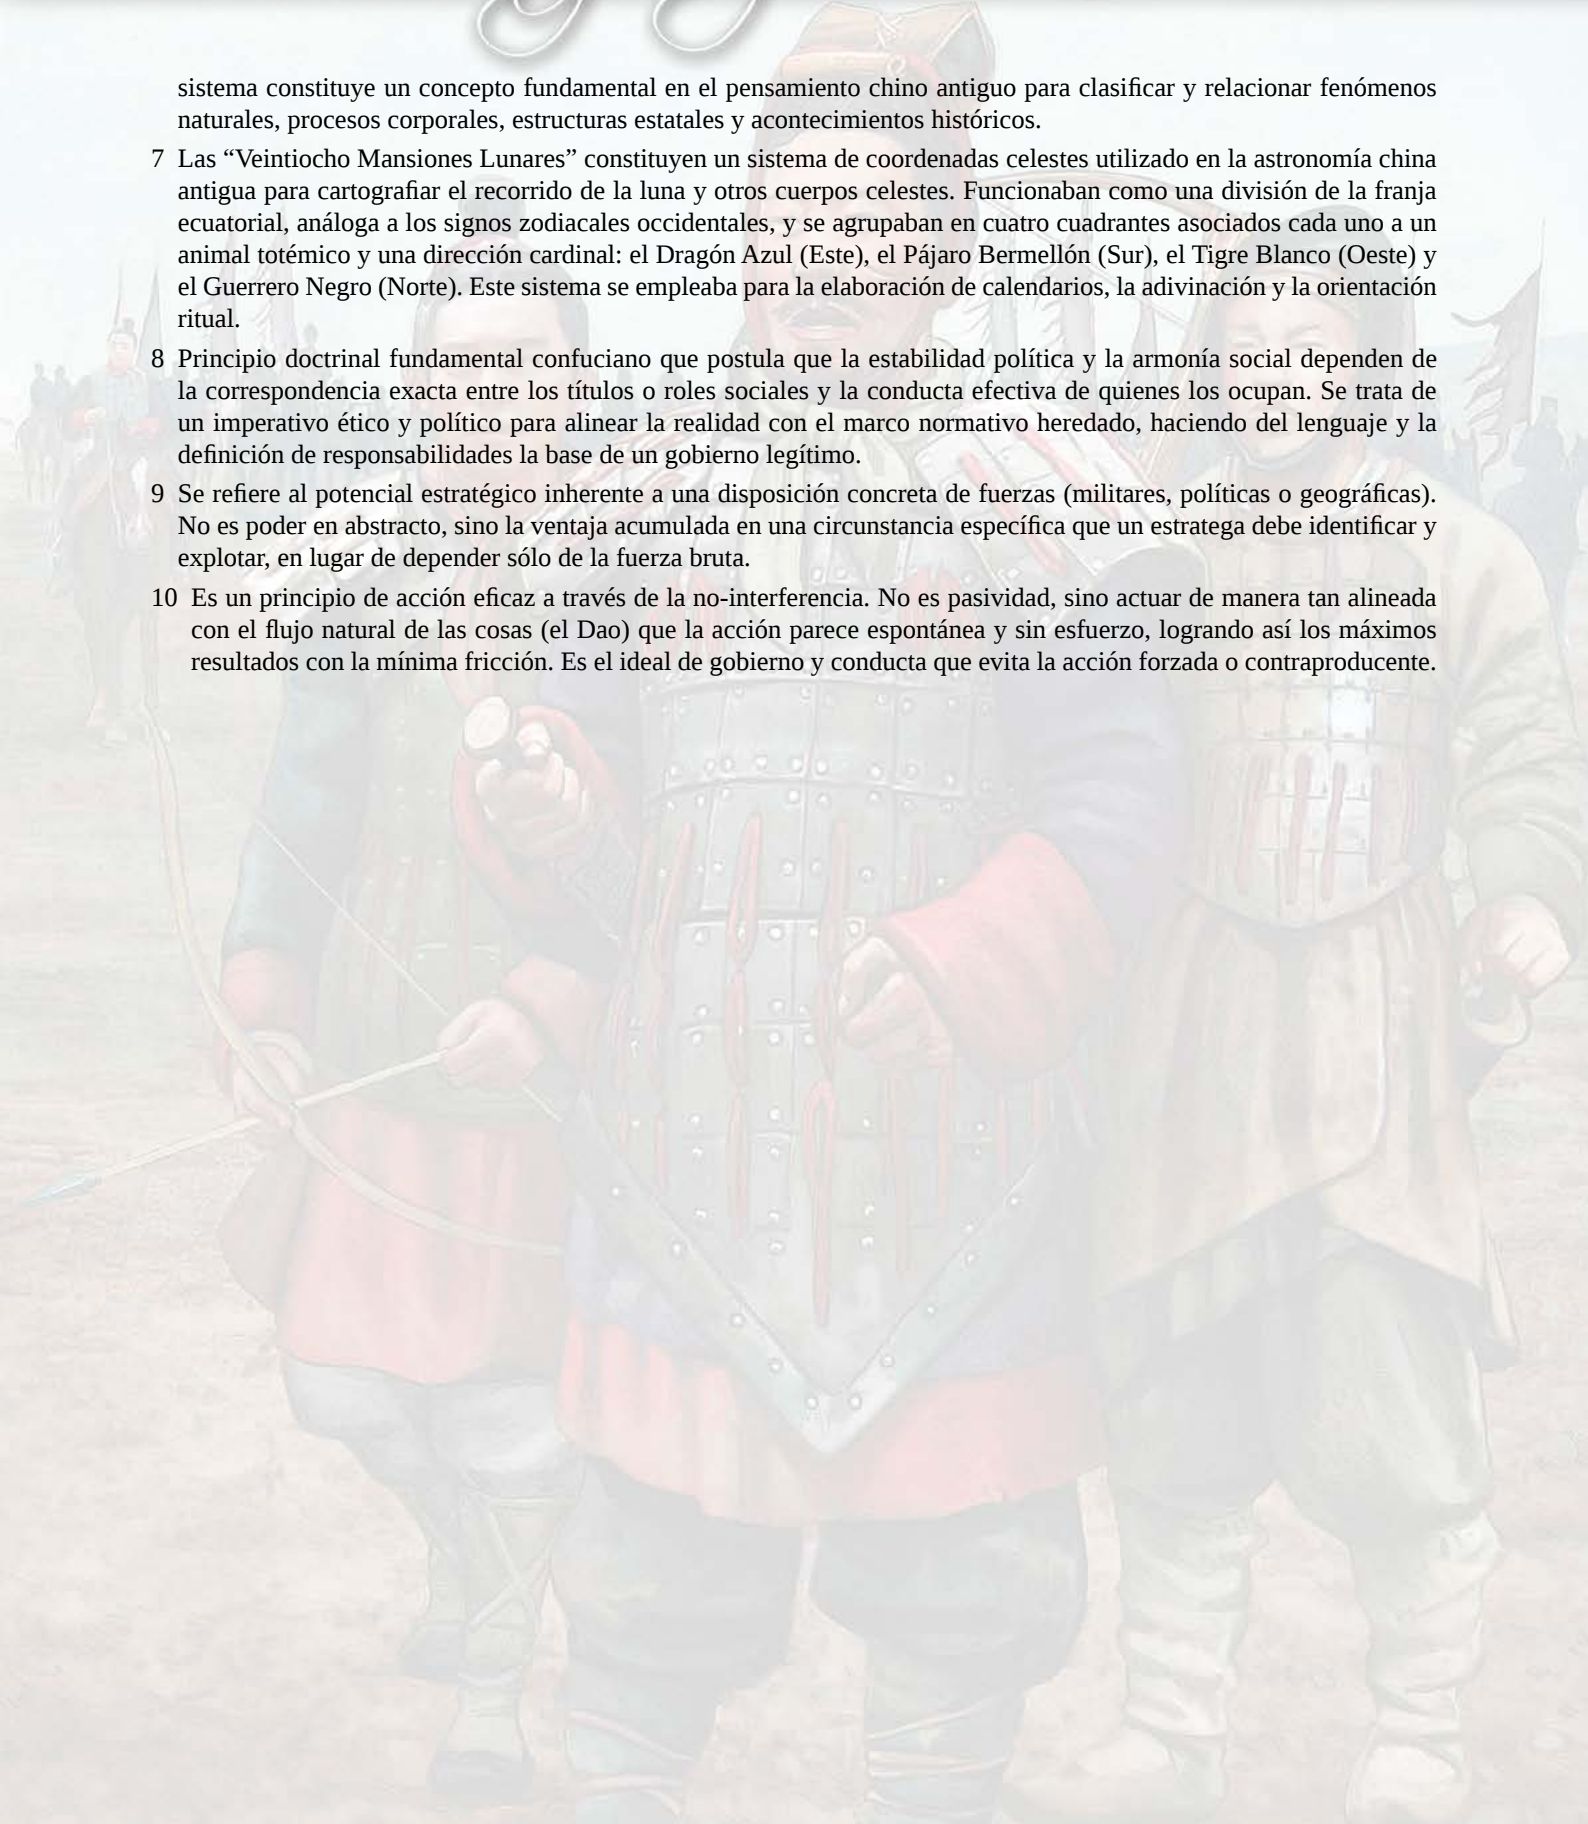 sistema constituye un concepto fundamental en el pensamiento chino antiguo para clasificar y relacionar fenómenos
naturales, procesos corporales, estructuras estatales y acontecimientos históricos.
7 Las “Veintiocho Mansiones Lunares” constituyen un sistema de coordenadas celestes utilizado en la astronomía china
antigua para cartografiar el recorrido de la luna y otros cuerpos celestes. Funcionaban como una división de la franja
ecuatorial, análoga a los signos zodiacales occidentales, y se agrupaban en cuatro cuadrantes asociados cada uno a un
animal totémico y una dirección cardinal: el Dragón Azul (Este), el Pájaro Bermellón (Sur), el Tigre Blanco (Oeste) y
el Guerrero Negro (Norte). Este sistema se empleaba para la elaboración de calendarios, la adivinación y la orientación
ritual.
8 Principio doctrinal fundamental confuciano que postula que la estabilidad política y la armonía social dependen de
la correspondencia exacta entre los títulos o roles sociales y la conducta efectiva de quienes los ocupan. Se trata de
un imperativo ético y político para alinear la realidad con el marco normativo heredado, haciendo del lenguaje y la
definición de responsabilidades la base de un gobierno legítimo.
9 Se refiere al potencial estratégico inherente a una disposición concreta de fuerzas (militares, políticas o geográficas).
No es poder en abstracto, sino la ventaja acumulada en una circunstancia específica que un estratega debe identificar y
explotar, en lugar de depender sólo de la fuerza bruta.
10 Es un principio de acción eficaz a través de la no-interferencia. No es pasividad, sino actuar de manera tan alineada
con el flujo natural de las cosas (el Dao) que la acción parece espontánea y sin esfuerzo, logrando así los máximos
resultados con la mínima fricción. Es el ideal de gobierno y conducta que evita la acción forzada o contraproducente.